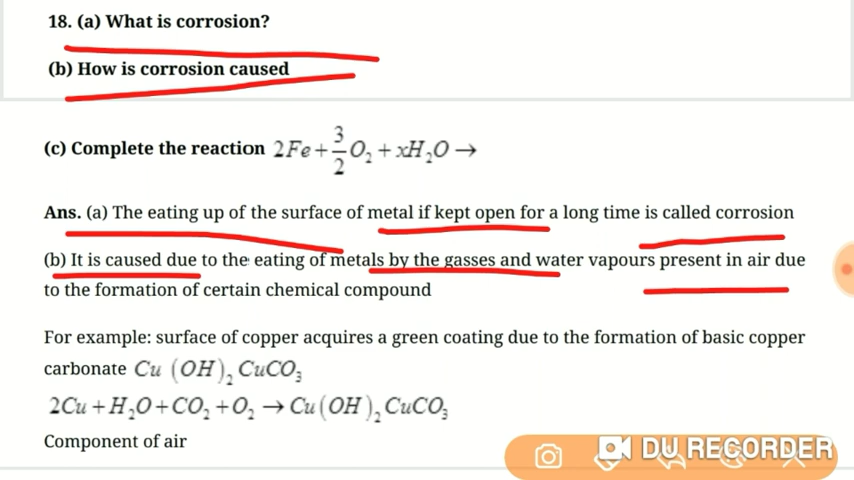 18. (a) What is corrosion?
(b) How is corrosion caused
(c) Complete the reaction 2Fe + 3/2 O₂ + xH₂O →
Ans. (a) The eating up of the surface of metal if kept open for a long time is called corrosion
(b) It is caused due to the eating of metals by the gasses and water vapours present in air due
to the formation of certain chemical compound
For example: surface of copper acquires a green coating due to the formation of basic copper
carbonate Cu (OH)₂ CuCO₃
2Cu + H₂O + CO₂ + O₂ → Cu(OH)₂ CuCO₃
Component of air
DU RECORDER